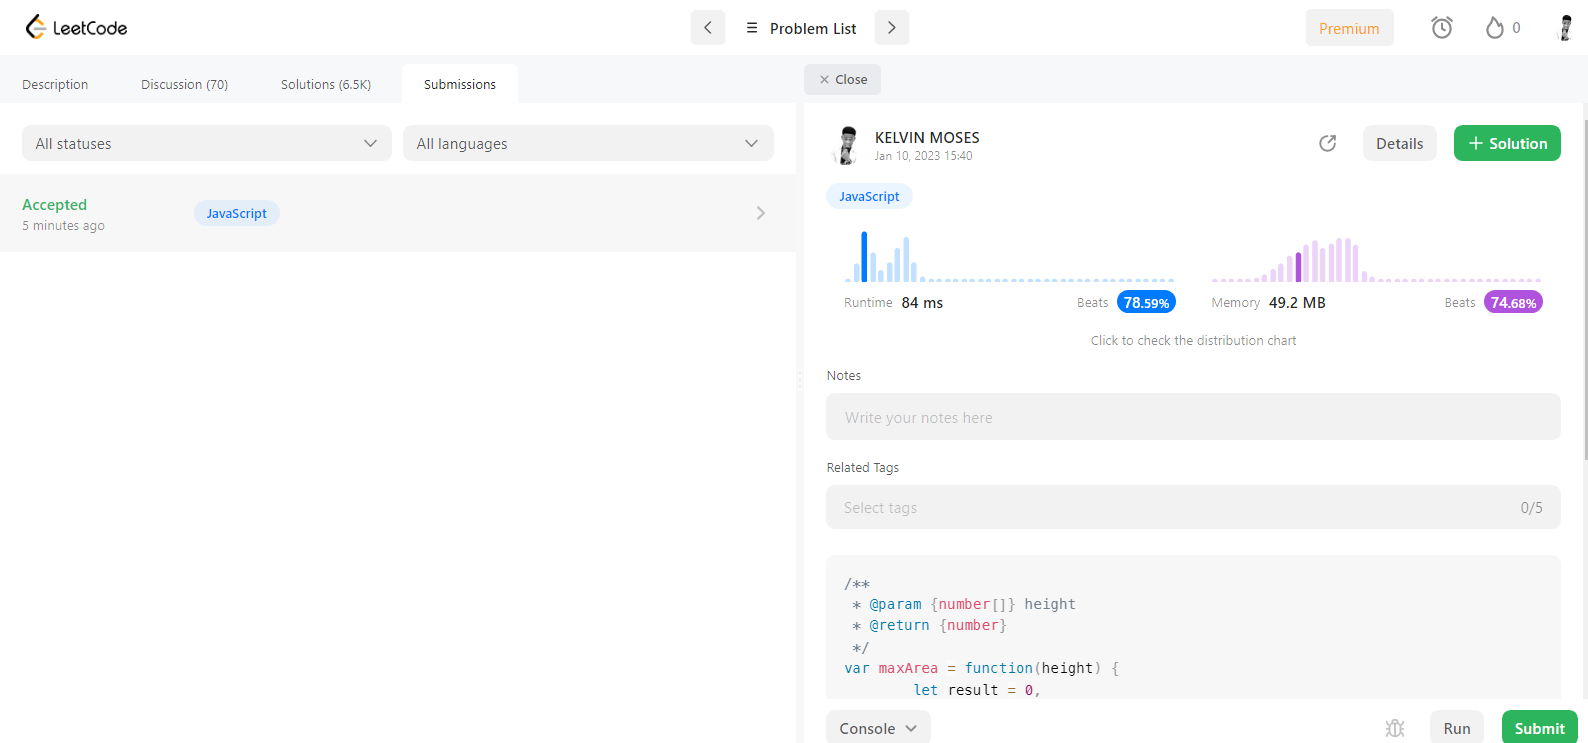 LeetCode
Problem List
Premium
0
Description
Discussion (70)
Solutions (6.5K)
Submissions
Close
All statuses
All languages
Accepted
5 minutes ago
JavaScript
KELVIN MOSES
Jan 10, 2023 15:40
Details
+ Solution
JavaScript
Runtime 84 ms
Beats 78.59%
Memory 49.2 MB
Beats 74.68%
Click to check the distribution chart
Notes
Write your notes here
Related Tags
Select tags
0/5
/**
 * @param {number[]} height
 * @return {number}
 */
var maxArea = function(height) {
        let result = 0,
Console
Run
Submit